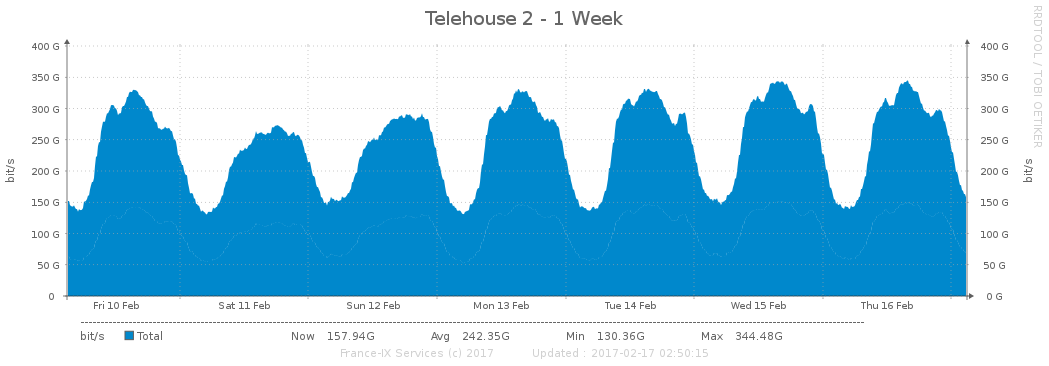 Telehouse 2 - 1 Week
RRDTOOL / TOBI OETIKER
bit/s
400 G 400 G
350 G 350 G
300 G 300 G
250 G 250 G
200 G 200 G
150 G 150 G
100 G 100 G
50 G 50 G
0 0 G
bit/s
Fri 10 Feb Sat 11 Feb Sun 12 Feb Mon 13 Feb Tue 14 Feb Wed 15 Feb Thu 16 Feb
bit/s Total Now 157.94G Avg 242.35G Min 130.36G Max 344.48G
France-IX Services (c) 2017 Updated : 2017-02-17 02:50:15